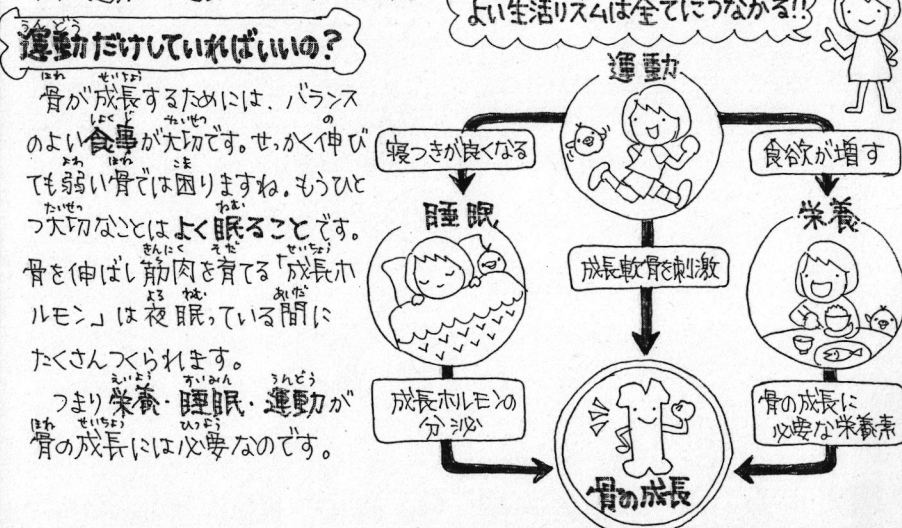 よい生活リズムは全てにつながる!!
運動だけしていればいいの?
骨が成長するためには、バランス
のよい食事が大切です。せっかく伸び
ても弱い骨では困りますね。もうひと
つ大切なことはよく眠ることです。
骨を伸ばし筋肉を育てる「成長ホ
ルモン」は夜眠っている間に
たくさんつくられます。
つまり栄養・睡眠・運動が
骨の成長には必要なのです。
運動
寝つきが良くなる
食欲が増す
睡眠
成長軟骨を刺激
栄養
成長ホルモンの
分泌
骨の成長に
必要な栄養素
骨の成長